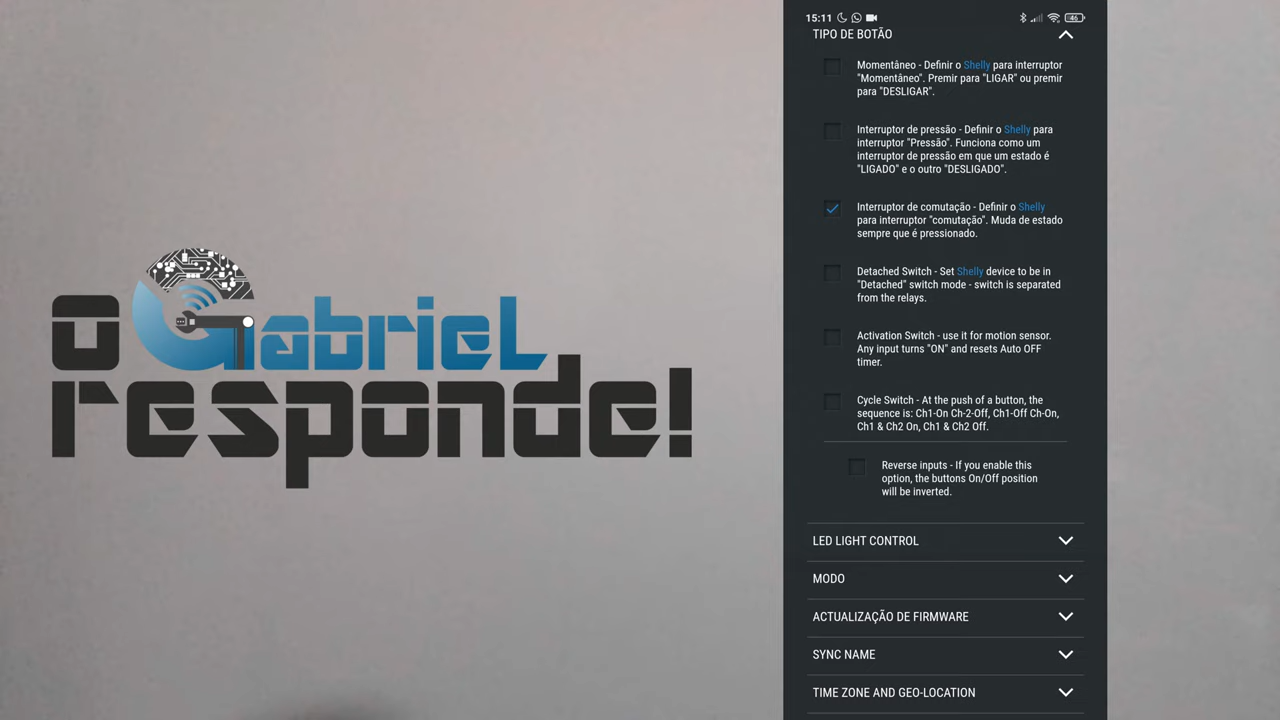 O Gabriel
responde!
15:11
46
TIPO DE BOTÃO
Momentâneo - Definir o Shelly para interruptor
"Momentâneo". Premir para "LIGAR" ou premir
para "DESLIGAR".
Interruptor de pressão - Definir o Shelly para
interruptor "Pressão". Funciona como um
interruptor de pressão em que um estado é
"LIGADO" e o outro "DESLIGADO".
Interruptor de comutação - Definir o Shelly
para interruptor "comutação". Muda de estado
sempre que é pressionado.
Detached Switch - Set Shelly device to be in
"Detached" switch mode - switch is separated
from the relays.
Activation Switch - use it for motion sensor.
Any input turns "ON" and resets Auto OFF
timer.
Cycle Switch - At the push of a button, the
sequence is: Ch1-On Ch-2-Off, Ch1-Off Ch-On,
Ch1 & Ch2 On, Ch1 & Ch2 Off.
Reverse inputs - If you enable this
option, the buttons On/Off position
will be inverted.
LED LIGHT CONTROL
MODO
ACTUALIZAÇÃO DE FIRMWARE
SYNC NAME
TIME ZONE AND GEO-LOCATION